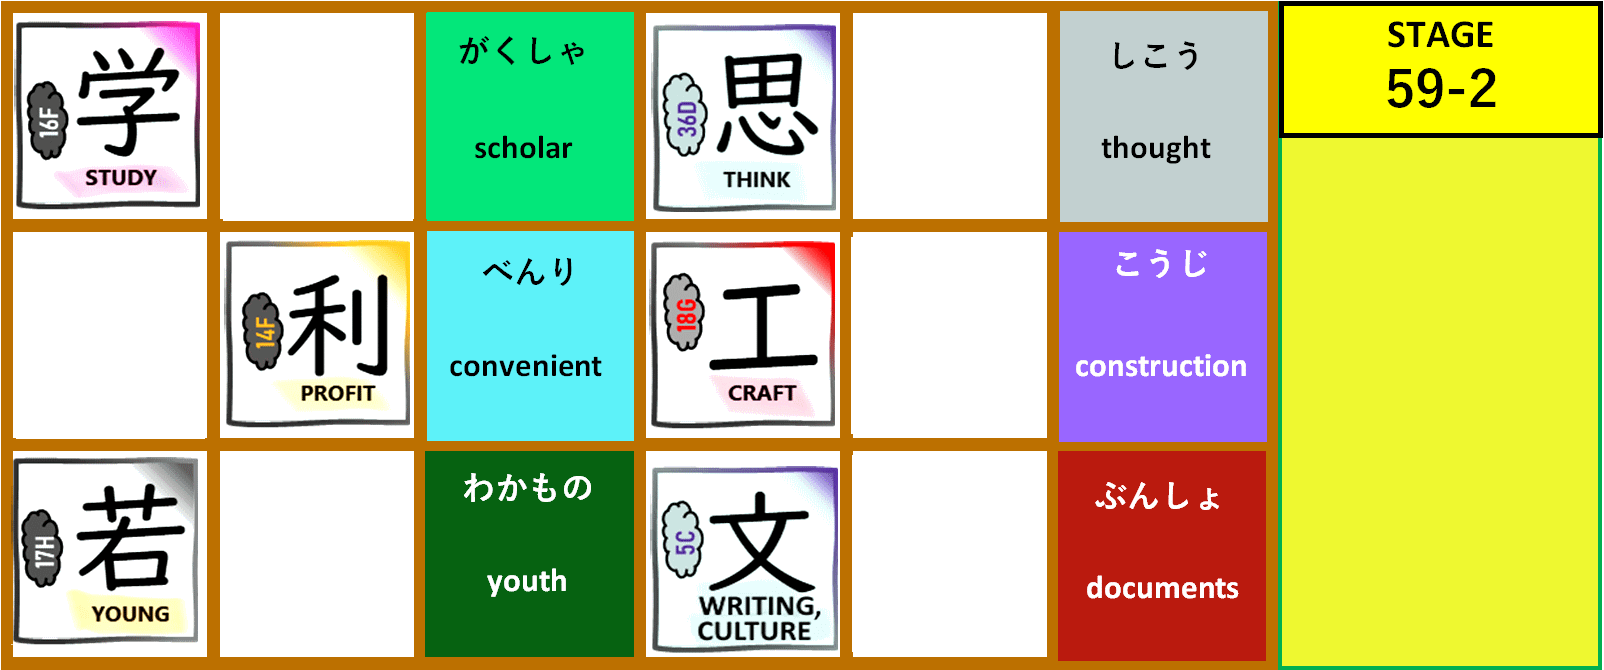 16F
学
STUDY
がくしゃ
scholar
36D
思
THINK
しこう
thought
STAGE
59-2
14F
利
PROFIT
べんり
convenient
18G
工
CRAFT
こうじ
construction
17H
若
YOUNG
わかもの
youth
5C
文
WRITING,
CULTURE
ぶんしょ
documents